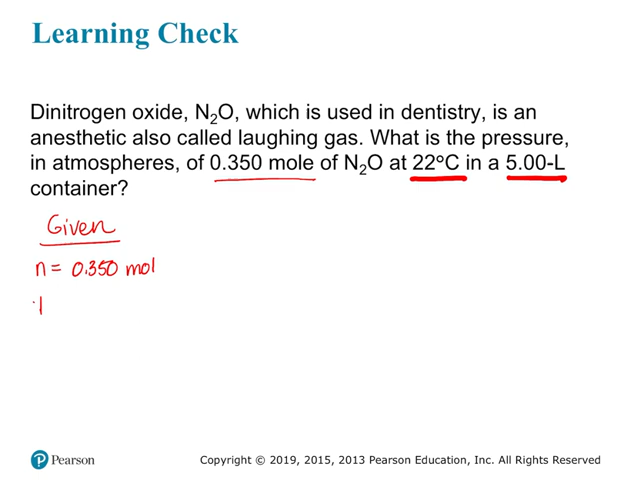 Learning Check
Dinitrogen oxide, N₂O, which is used in dentistry, is an
anesthetic also called laughing gas. What is the pressure,
in atmospheres, of 0.350 mole of N₂O at 22°C in a 5.00-L
container?
Given
n = 0.350 mol
Pearson
Copyright © 2019, 2015, 2013 Pearson Education, Inc. All Rights Reserved